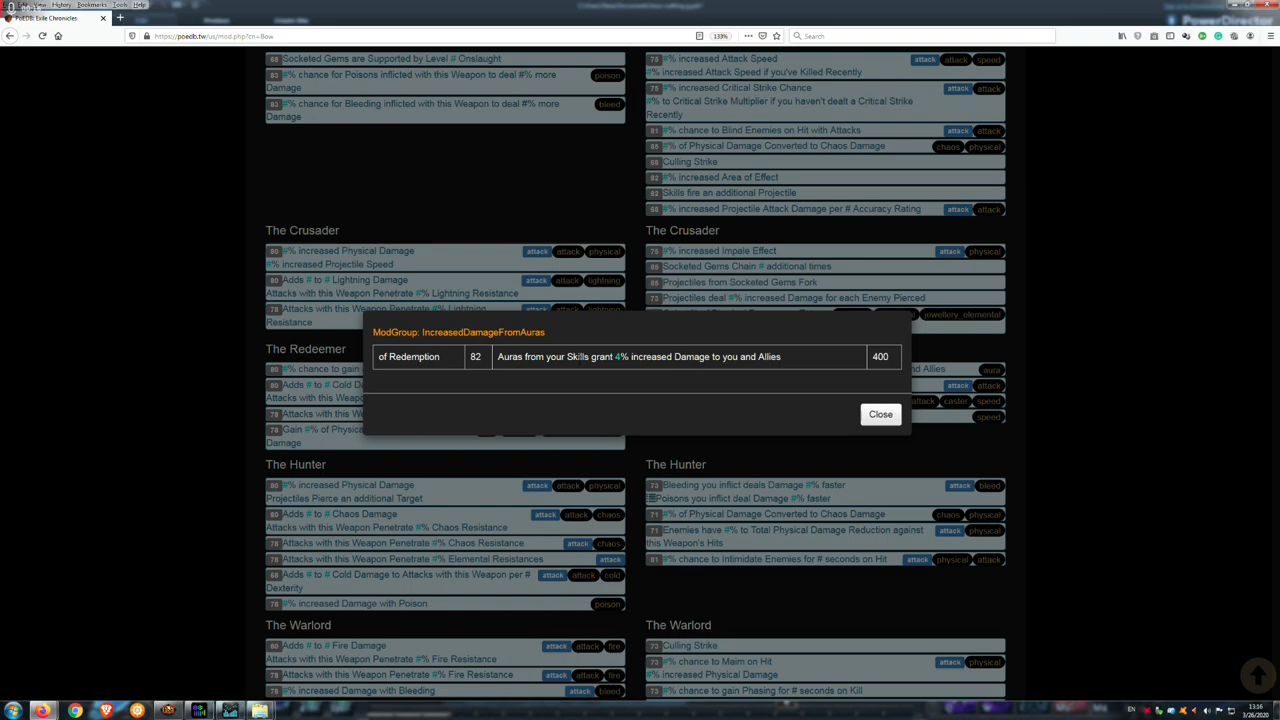 File Edit View History Bookmarks Tools Help
PoEDB: Exile Chronicles
PowerDirector
https://poedb.tw/us/mod.php?cn=Bow
133%
Search
68 Socketed Gems are Supported by Level # Onslaught
83 #% chance for Poisons inflicted with this Weapon to deal #% more poison
Damage
83 #% chance for Bleeding inflicted with this Weapon to deal #% more bleed
Damage
75 #% increased Attack Speed attack attack speed
#% increased Attack Speed if you've Killed Recently
76 #% increased Critical Strike Chance attack attack
#% to Critical Strike Multiplier if you haven't dealt a Critical Strike
Recently
81 #% chance to Blind Enemies on Hit with Attacks attack attack
85 #% of Physical Damage Converted to Chaos Damage chaos physical
68 Culling Strike
82 #% increased Area of Effect
82 Skills fire an additional Projectile
68 #% increased Projectile Attack Damage per # Accuracy Rating attack attack
The Crusader
80 #% increased Physical Damage attack attack physical
#% increased Projectile Speed
80 Adds # to # Lightning Damage attack attack lightning
Attacks with this Weapon Penetrate #% Lightning Resistance
78 Attacks with this Weapon Penetrate #% Lightning attack attack lightning
Resistance
The Crusader
75 #% increased Impale Effect attack physical
85 Socketed Gems Chain # additional times
85 Projectiles from Socketed Gems Fork
73 Projectiles deal #% increased Damage for each Enemy Pierced
jewellery_elemental
ModGroup: IncreasedDamageFromAuras
of Redemption 82 Auras from your Skills grant 4% increased Damage to you and Allies 400
Close
The Redeemer
80 #% chance to gain
80 Adds # to # Cold
Attacks with this Weapon
78 Attacks with this
78 Gain #% of Physical
Damage
and Allies aura
attack attack
attack caster speed
speed
The Hunter
80 #% increased Physical Damage attack attack physical
Projectiles Pierce an additional Target
80 Adds # to # Chaos Damage attack attack chaos
Attacks with this Weapon Penetrate #% Chaos Resistance
78 Attacks with this Weapon Penetrate #% Chaos Resistance attack chaos
78 Attacks with this Weapon Penetrate #% Elemental Resistances attack
68 Adds # to # Cold Damage to Attacks with this Weapon per # attack attack cold
Dexterity
78 #% increased Damage with Poison poison
The Hunter
73 Bleeding you inflict deals Damage #% faster attack bleed
Poisons you inflict deal Damage #% faster
71 #% of Physical Damage Converted to Chaos Damage chaos physical
71 Enemies have #% to Total Physical Damage Reduction against attack physical
this Weapon's Hits
81 #% chance to Intimidate Enemies for # seconds on Hit attack physical attack
The Warlord
80 Adds # to # Fire Damage attack attack fire
Attacks with this Weapon Penetrate #% Fire Resistance
78 Attacks with this Weapon Penetrate #% Fire Resistance attack attack fire
78 #% increased Damage with Bleeding attack bleed
The Warlord
73 Culling Strike
73 #% chance to Maim on Hit attack physical
#% increased Physical Damage
73 #% chance to gain Phasing for # seconds on Kill
EN
13:16
3/26/2020